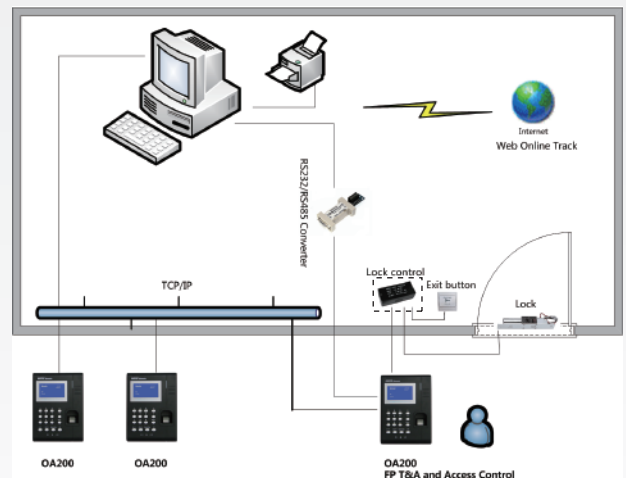 Internet
Web Online Track
RS232/RS485 Converter
TCP/IP
Lock control
Exit button
Lock
OA200
OA200
OA200
FP T&A and Access Control